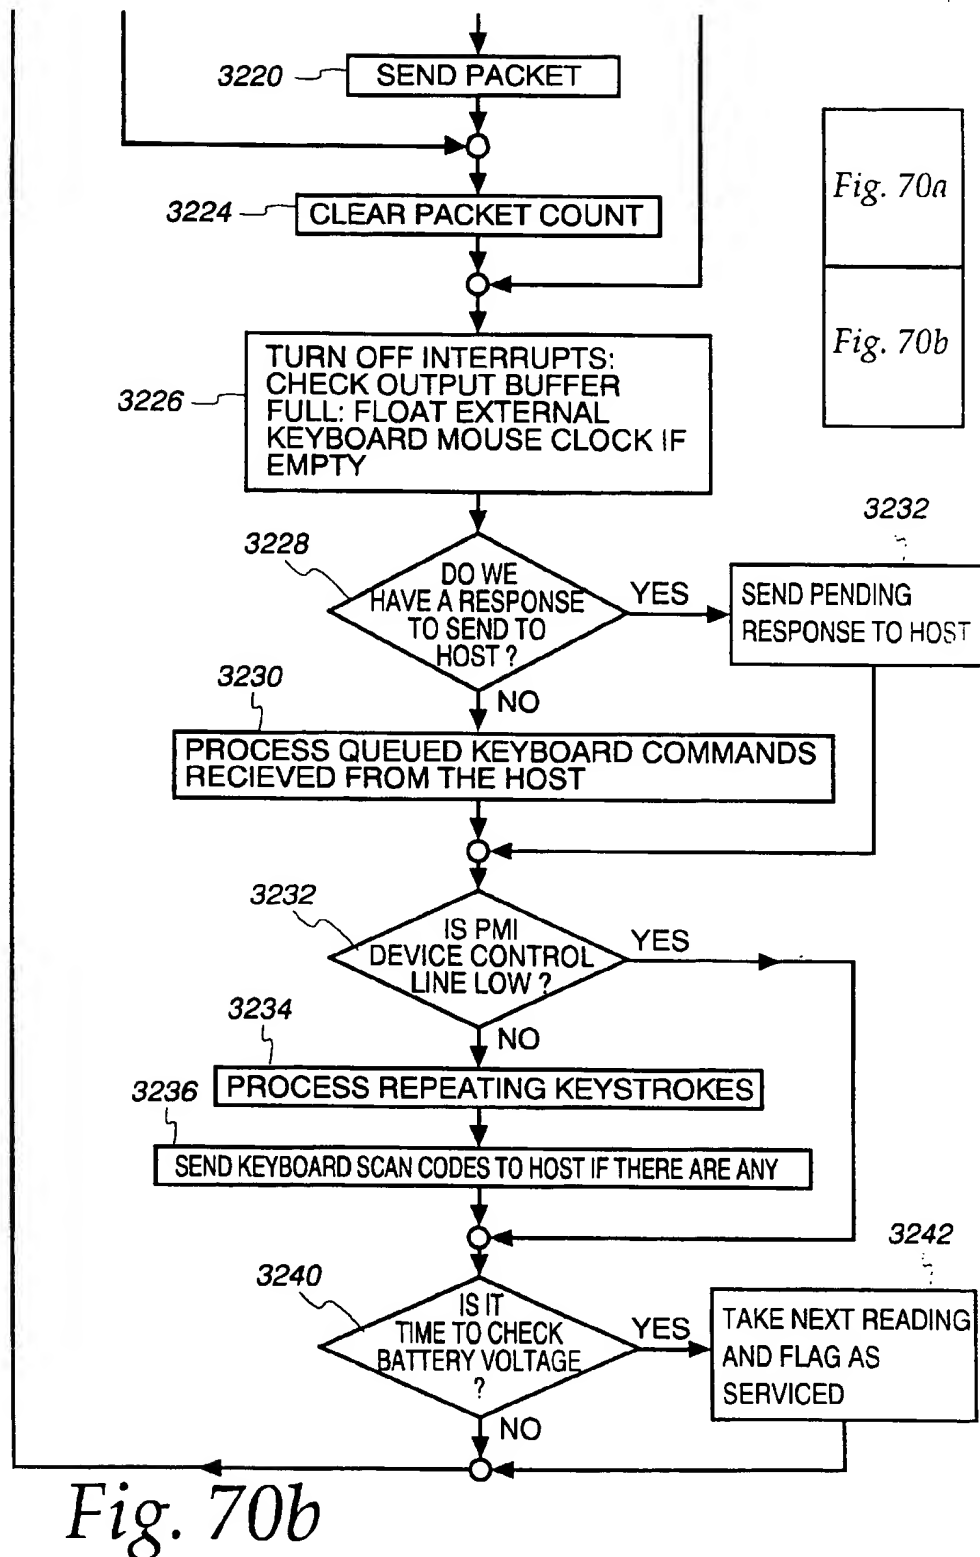 3220
SEND PACKET
3224
CLEAR PACKET COUNT
Fig. 70a
Fig. 70b
3226
TURN OFF INTERRUPTS:
CHECK OUTPUT BUFFER
FULL: FLOAT EXTERNAL
KEYBOARD MOUSE CLOCK IF
EMPTY
3228
DO WE
HAVE A RESPONSE
TO SEND TO
HOST ?
YES
3232
SEND PENDING
RESPONSE TO HOST
NO
3230
PROCESS QUEUED KEYBOARD COMMANDS
RECIEVED FROM THE HOST
3232
IS PMI
DEVICE CONTROL
LINE LOW ?
YES
NO
3234
PROCESS REPEATING KEYSTROKES
3236
SEND KEYBOARD SCAN CODES TO HOST IF THERE ARE ANY
3240
IS IT
TIME TO CHECK
BATTERY VOLTAGE
?
YES
3242
TAKE NEXT READING
AND FLAG AS
SERVICED
NO
Fig. 70b